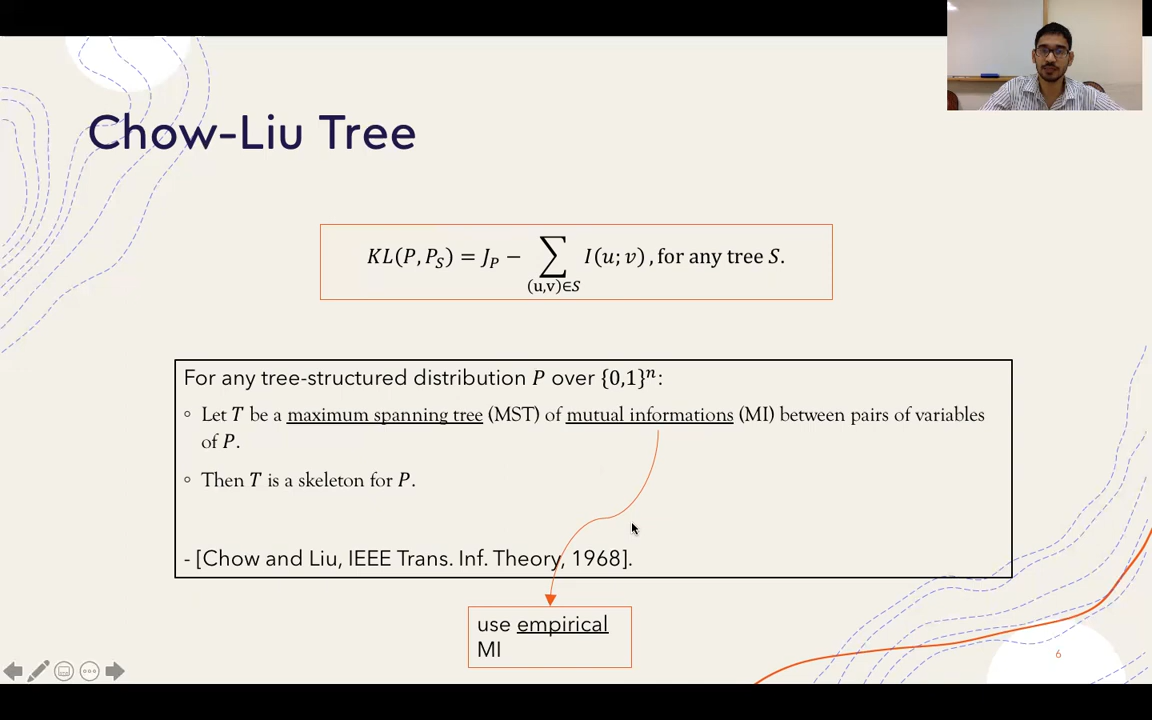 Chow-Liu Tree
KL(P, P_S) = J_P − ∑_{(u,v)∈S} I(u; v) , for any tree S.
For any tree-structured distribution P over {0,1}ⁿ:
◦ Let T be a maximum spanning tree (MST) of mutual informations (MI) between pairs of variables
of P.
◦ Then T is a skeleton for P.
- [Chow and Liu, IEEE Trans. Inf. Theory, 1968].
use empirical
MI
6